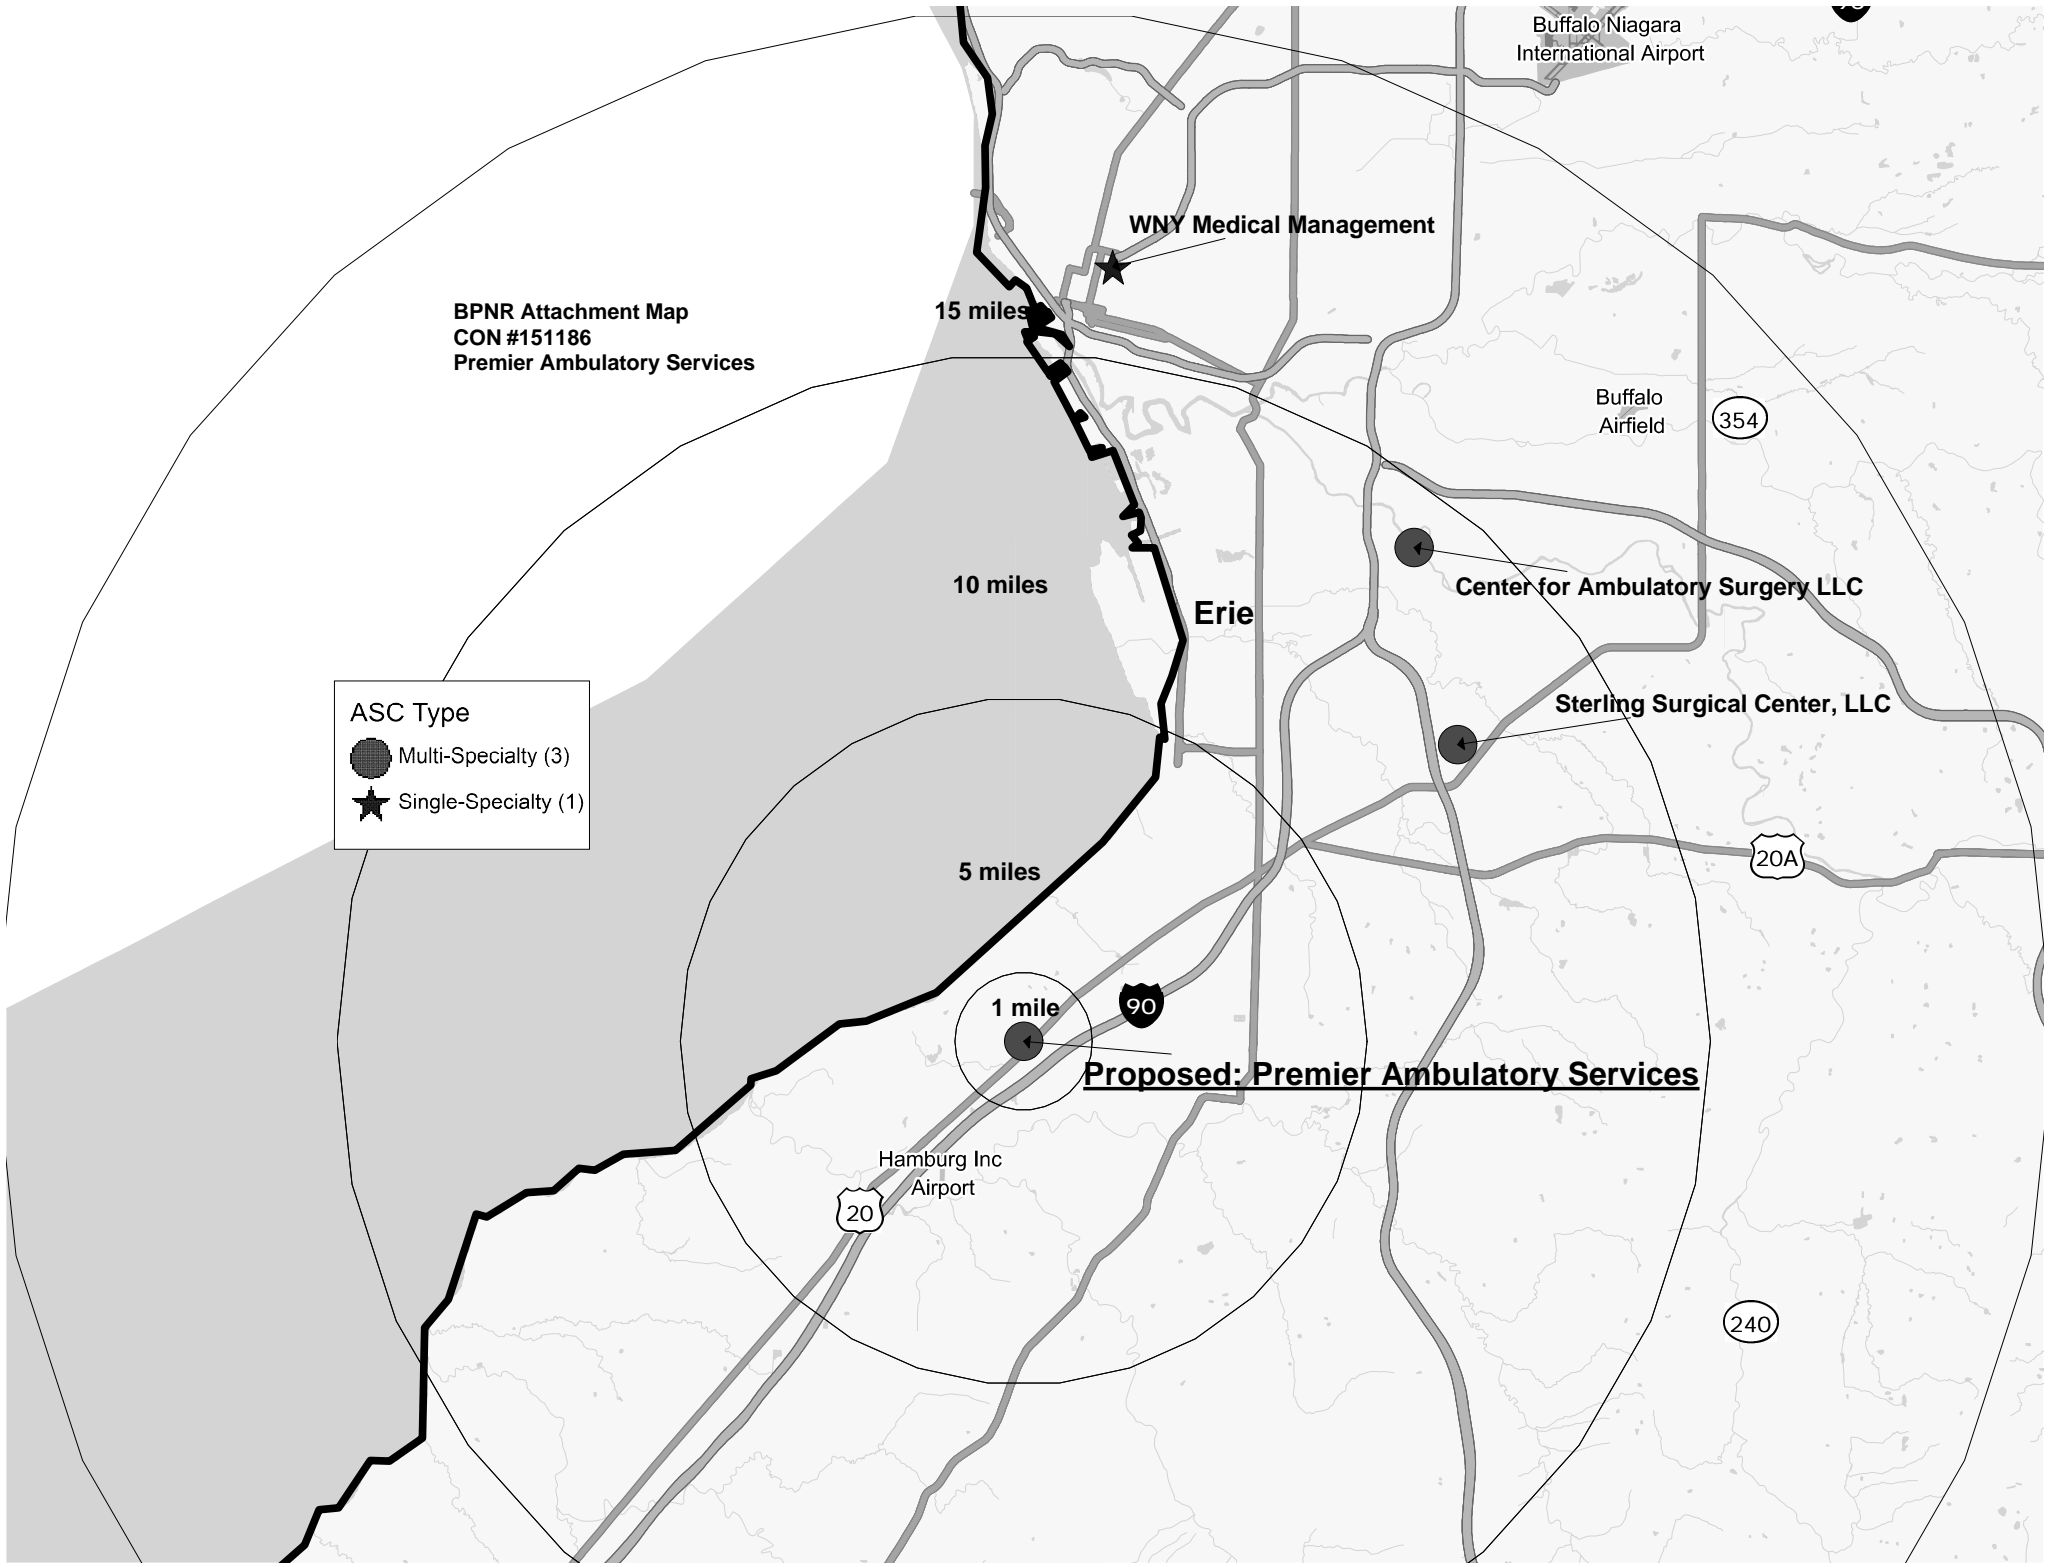 Buffalo Niagara
International Airport
WNY Medical Management
BPNR Attachment Map
CON #151186
Premier Ambulatory Services
15 miles
Buffalo
Airfield
354
10 miles
Center for Ambulatory Surgery LLC
Erie
ASC Type
Multi-Specialty (3)
Single-Specialty (1)
Sterling Surgical Center, LLC
20A
5 miles
1 mile
90
Proposed: Premier Ambulatory Services
Hamburg Inc
Airport
20
240